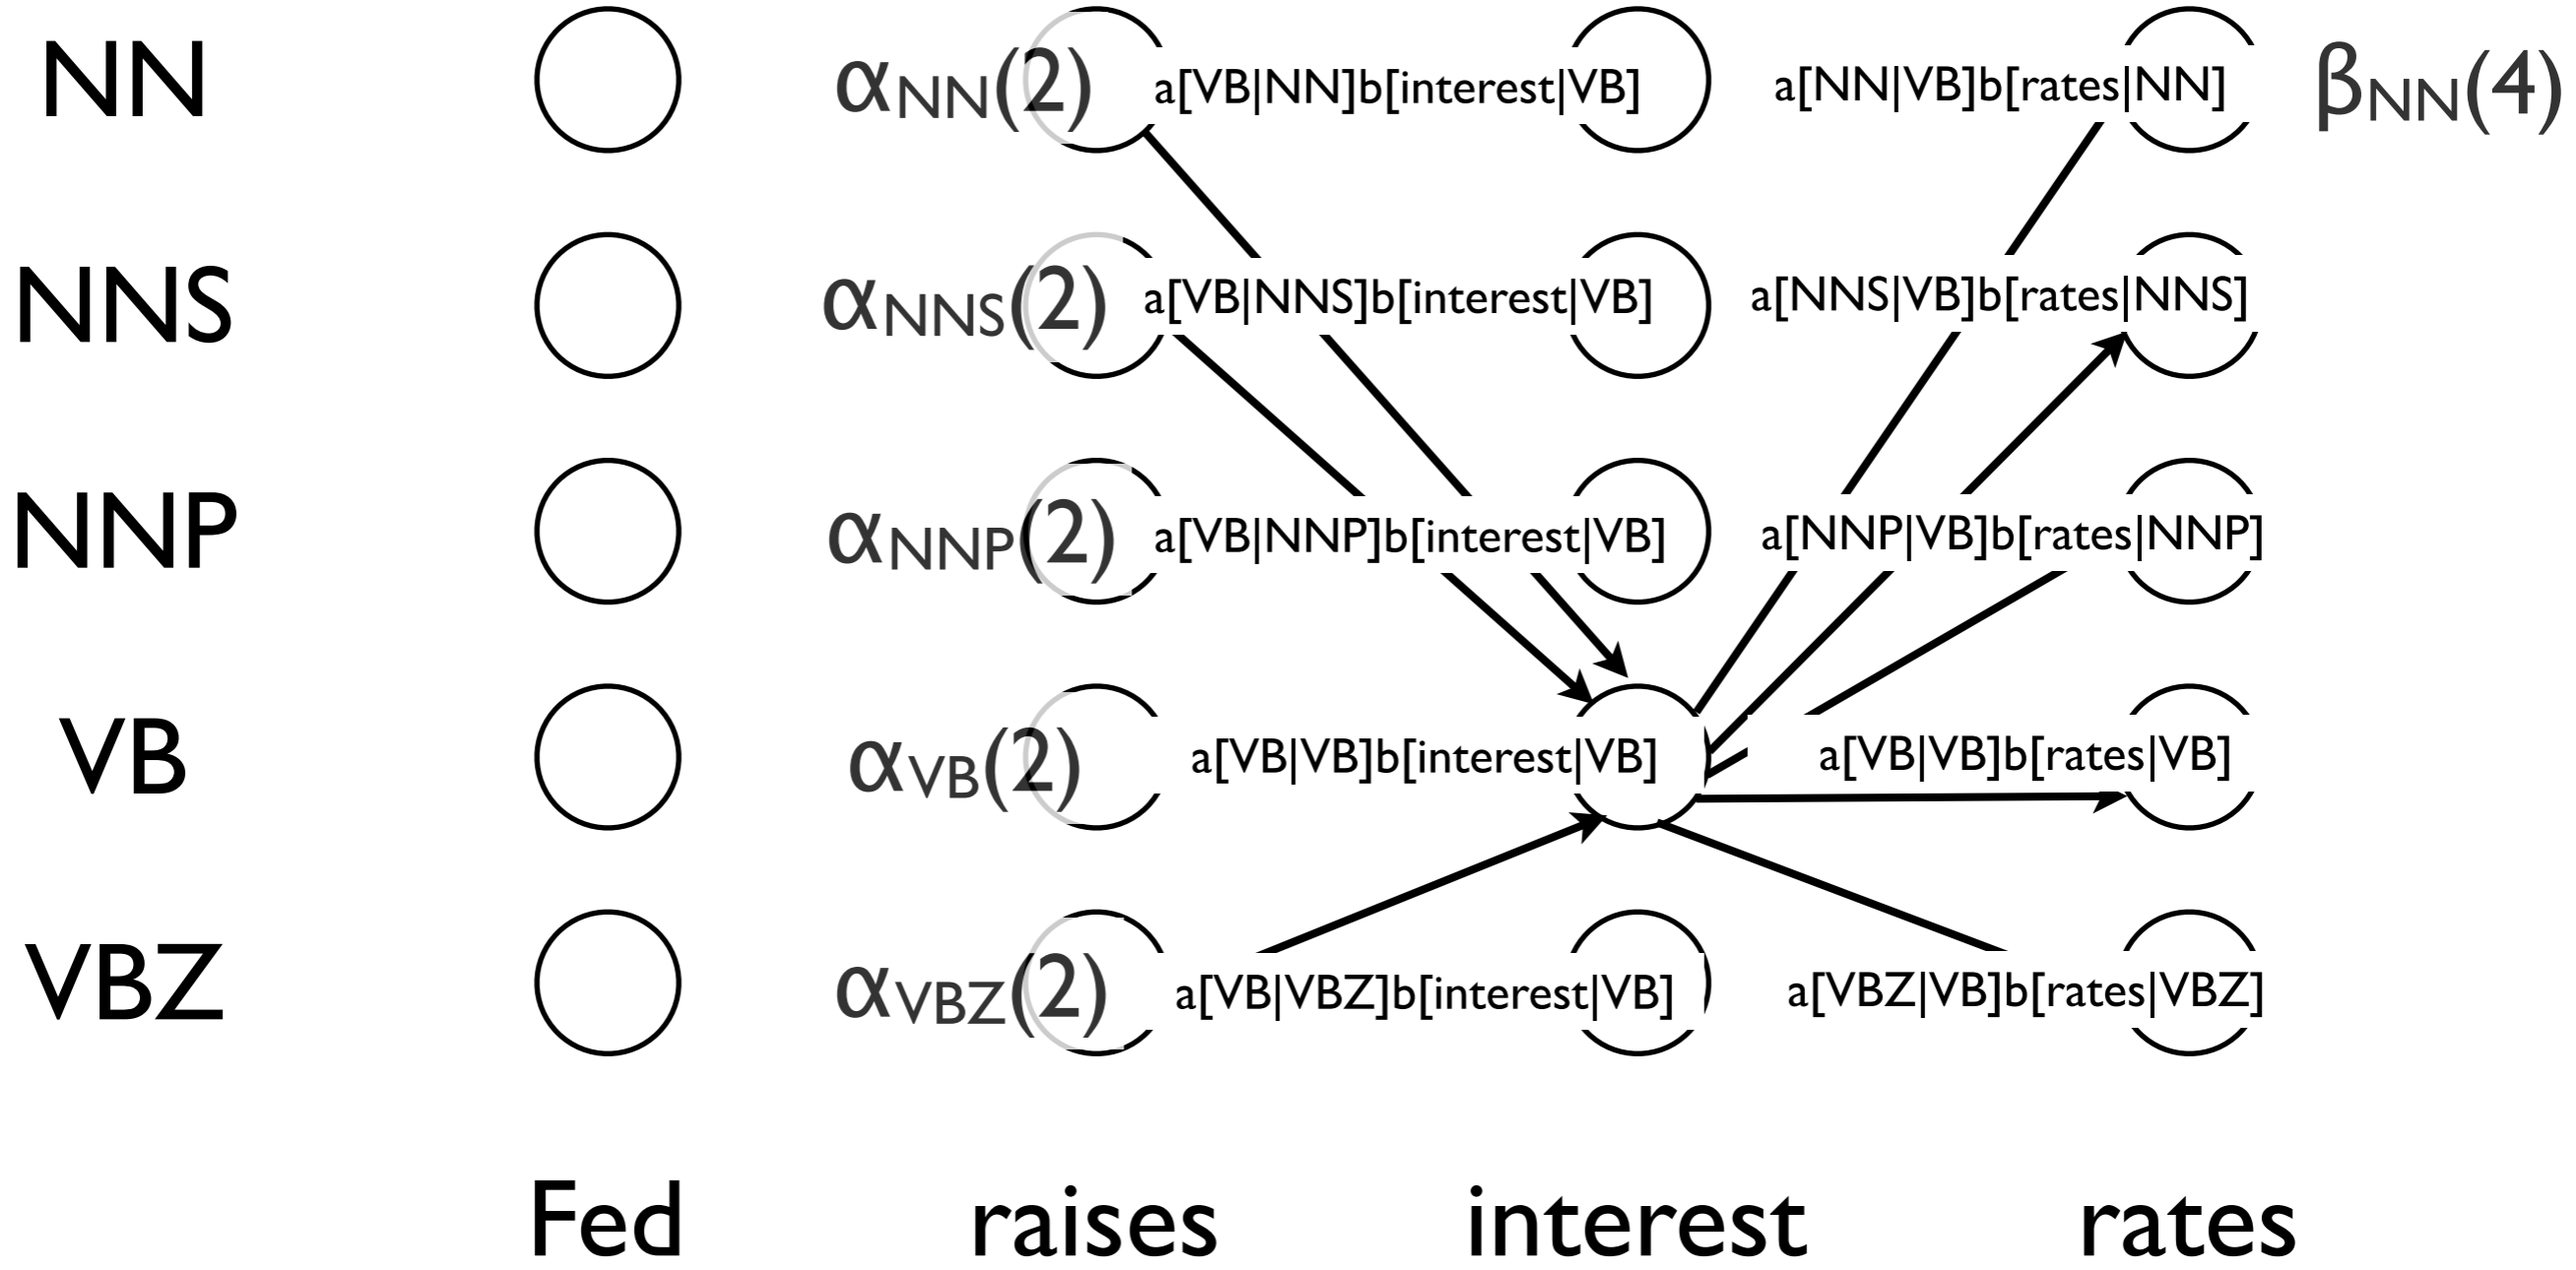 NN α_NN(2) a[VB|NN]b[interest|VB] a[NN|VB]b[rates|NN] β_NN(4)
NNS α_NNS(2) a[VB|NNS]b[interest|VB] a[NNS|VB]b[rates|NNS]
NNP α_NNP(2) a[VB|NNP]b[interest|VB] a[NNP|VB]b[rates|NNP]
VB α_VB(2) a[VB|VB]b[interest|VB] a[VB|VB]b[rates|VB]
VBZ α_VBZ(2) a[VB|VBZ]b[interest|VB] a[VBZ|VB]b[rates|VBZ]
Fed raises interest rates